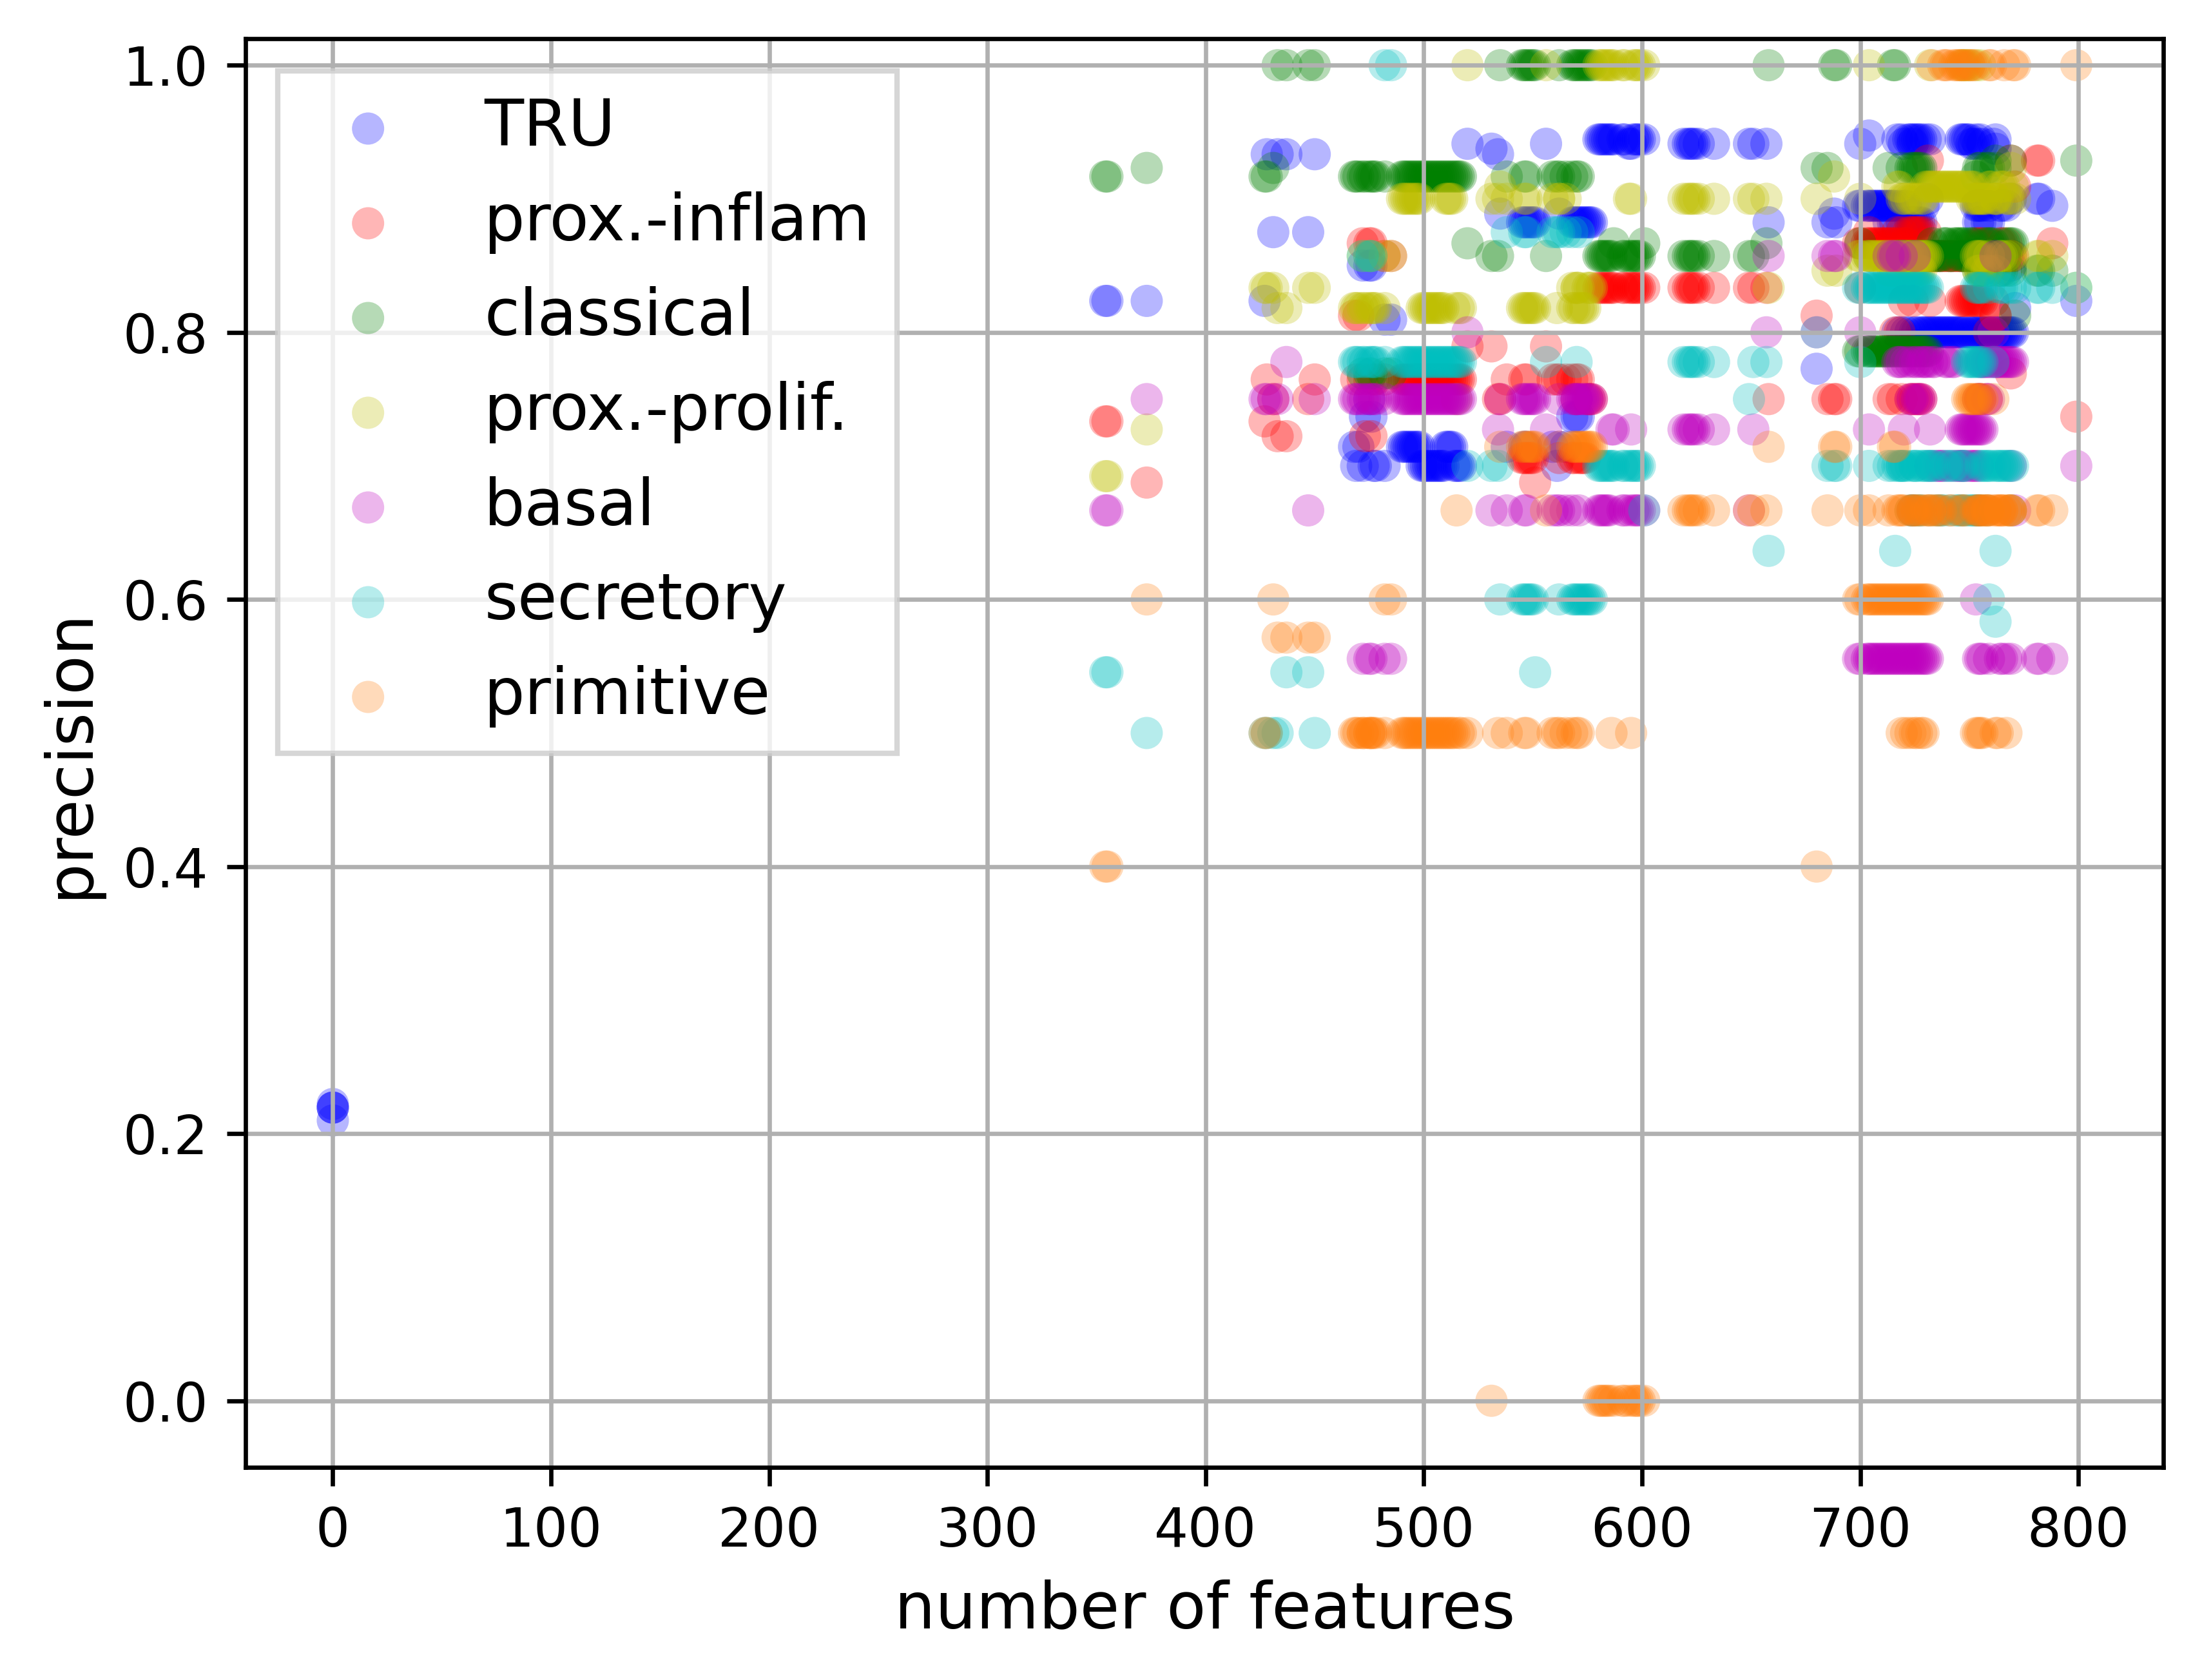 1.0
0.8
0.6
0.4
0.2
0.0
precision
TRU
prox.-inflam
classical
prox.-prolif.
basal
secretory
primitive
0 100 200 300 400 500 600 700 800
number of features